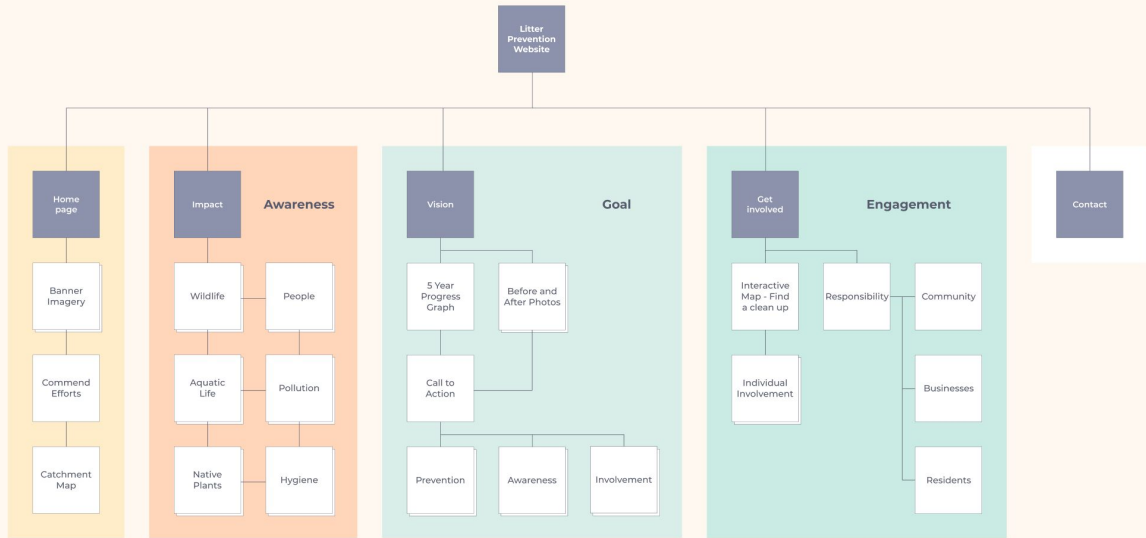 Litter
Prevention
Website
Home
page
Impact
Awareness
Vision
Goal
Get
involved
Engagement
Contact
Banner
Imagery
Wildlife
People
5 Year
Progress
Graph
Before and
After Photos
Interactive
Map - Find
a clean up
Responsibility
Community
Commend
Efforts
Aquatic
Life
Pollution
Call to
Action
Individual
Involvement
Businesses
Catchment
Map
Native
Plants
Hygiene
Prevention
Awareness
Involvement
Residents